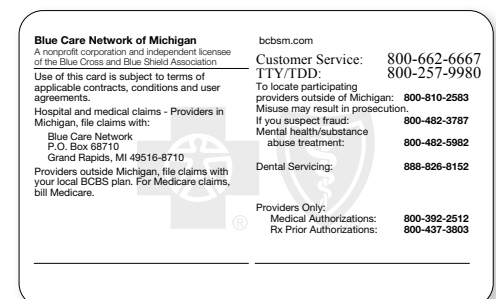 Blue Care Network of Michigan
A nonprofit corporation and independent licensee
of the Blue Cross and Blue Shield Association
Use of this card is subject to terms of
applicable contracts, conditions and user
agreements.
Hospital and medical claims - Providers in
Michigan, file claims with:
Blue Care Network
P.O. Box 68710
Grand Rapids, MI 49516-8710
Providers outside Michigan, file claims with
your local BCBS plan. For Medicare claims,
bill Medicare.
bcbsm.com
Customer Service: 800-662-6667
TTY/TDD: 800-257-9980
To locate participating
providers outside of Michigan: 800-810-2583
Misuse may result in prosecution.
If you suspect fraud: 800-482-3787
Mental health/substance
abuse treatment: 800-482-5982
Dental Servicing: 888-826-8152
Providers Only:
Medical Authorizations: 800-392-2512
Rx Prior Authorizations: 800-437-3803
®